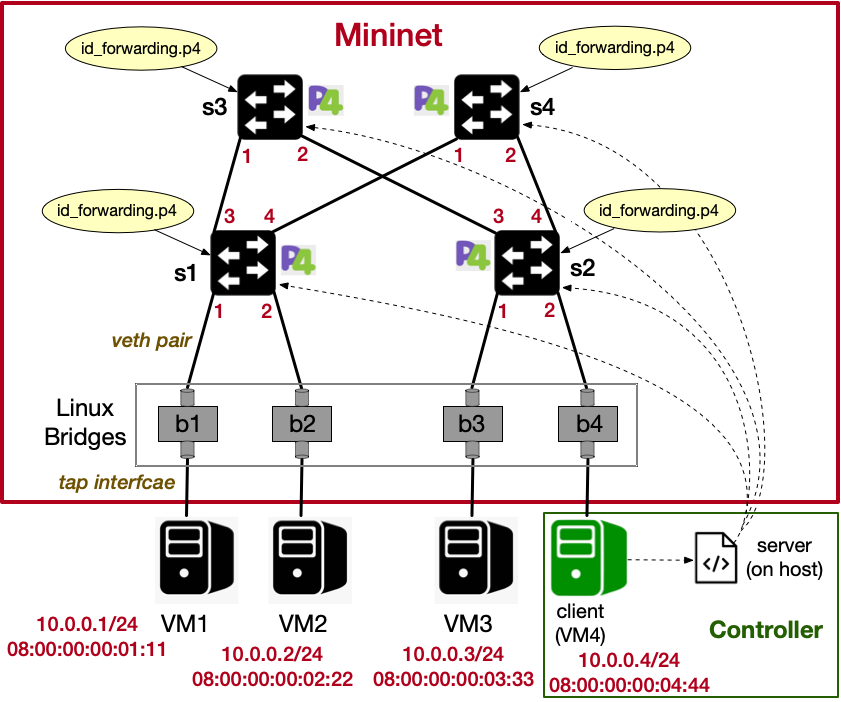 Mininet
id_forwarding.p4
id_forwarding.p4
s3
P4
P4
s4
1
2
1
2
id_forwarding.p4
id_forwarding.p4
3
4
3
4
s1
P4
P4
s2
1
2
1
2
veth pair
Linux
Bridges
b1
b2
b3
b4
tap interfcae
</>
server
(on host)
VM1
VM2
VM3
client
(VM4)
Controller
10.0.0.1/24
08:00:00:00:01:11
10.0.0.2/24
08:00:00:00:02:22
10.0.0.3/24
08:00:00:00:03:33
10.0.0.4/24
08:00:00:00:04:44